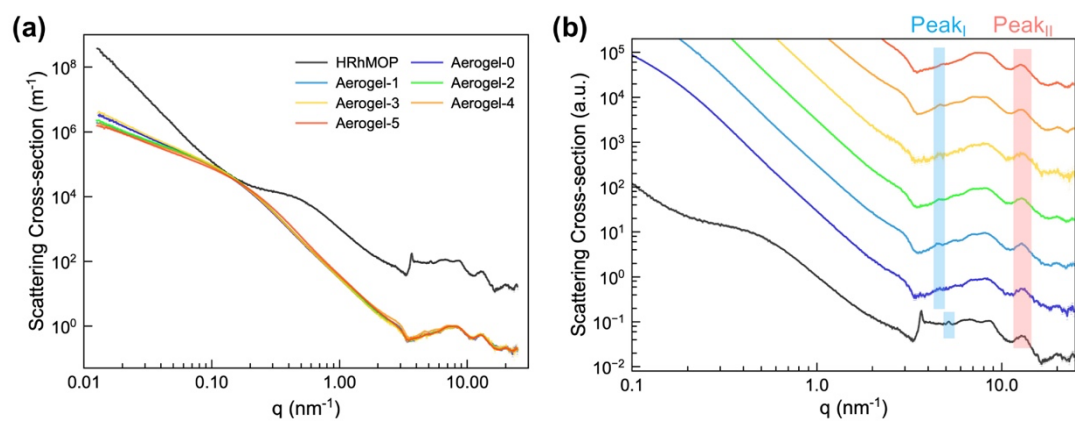 (a)
Scattering Cross-section (m⁻¹)
10⁸
10⁶
10⁴
10²
10⁰
0.01
0.10
1.00
10.00
q (nm⁻¹)
HRhMOP
Aerogel-0
Aerogel-1
Aerogel-2
Aerogel-3
Aerogel-4
Aerogel-5
(b)
Peak_I
Peak_II
Scattering Cross-section (a.u.)
10⁵
10⁴
10³
10²
10¹
10⁰
10⁻¹
10⁻²
0.1
1.0
10.0
q (nm⁻¹)